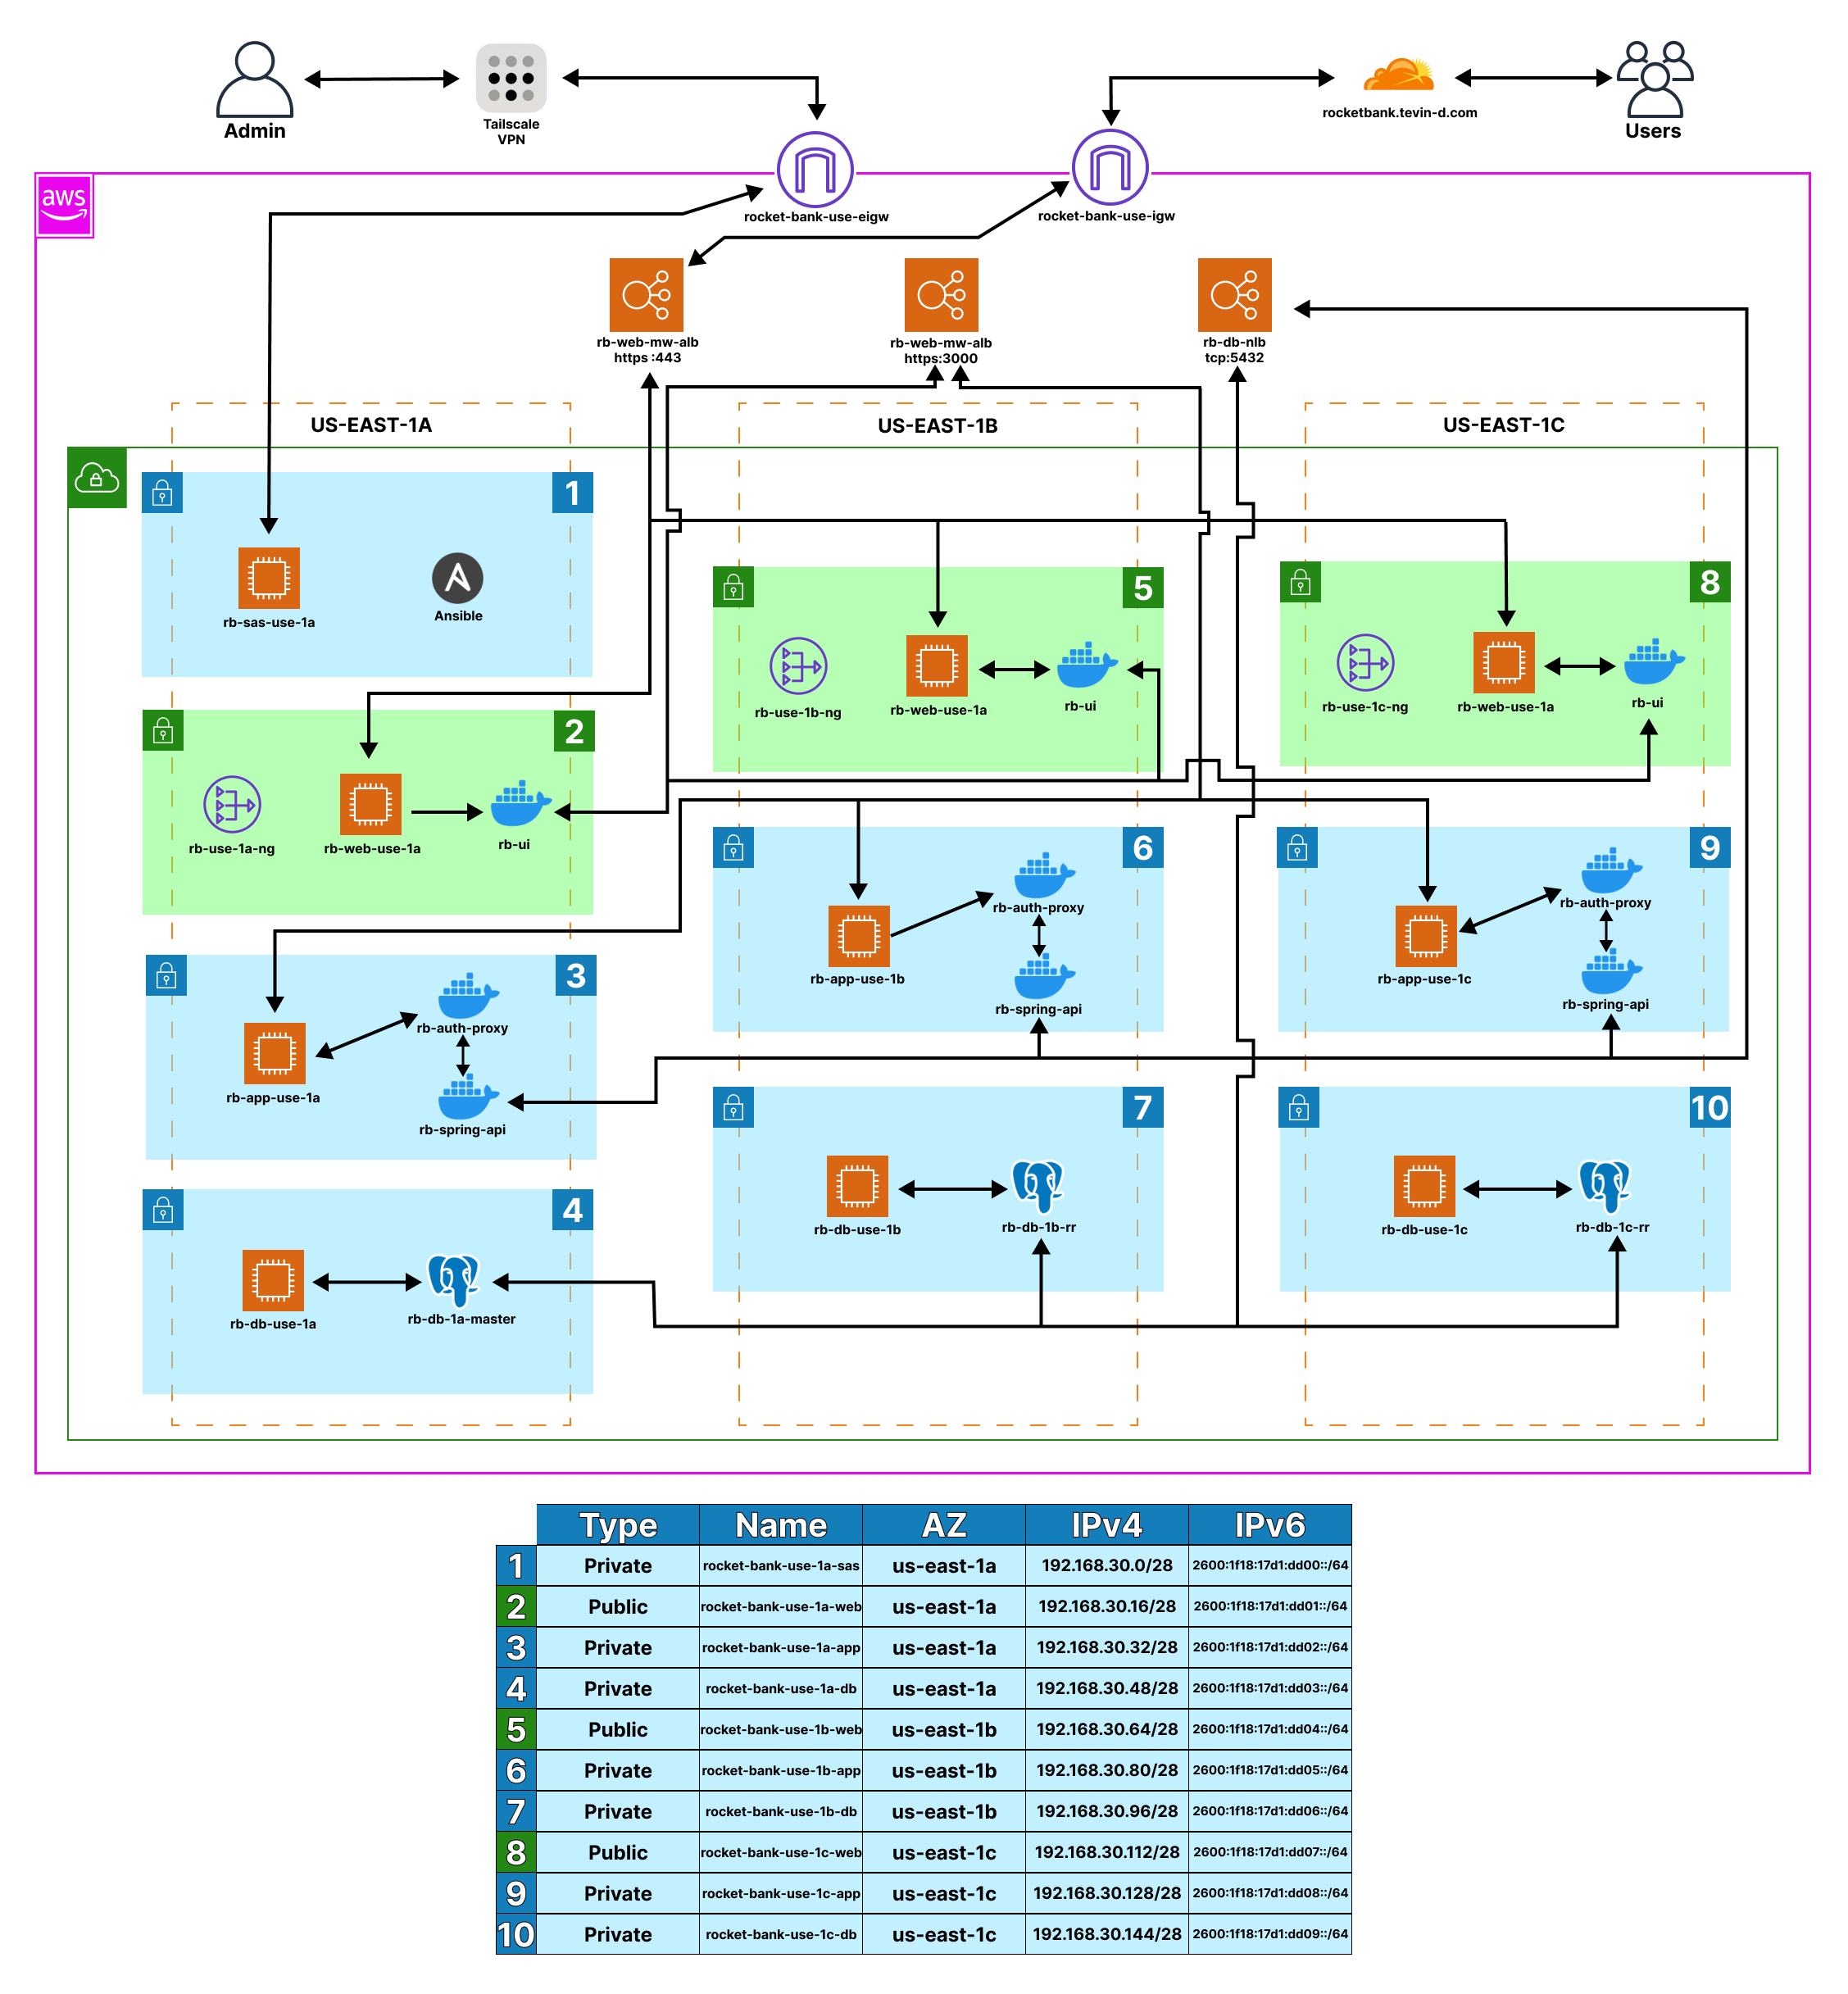 Admin
Tailscale
VPN
rocketbank.tevin-d.com
Users
aws
rocket-bank-use-eigw
rocket-bank-use-igw
rb-web-mw-alb
https :443
rb-web-mw-alb
https:3000
rb-db-nlb
tcp:5432
US-EAST-1A
US-EAST-1B
US-EAST-1C
1
rb-sas-use-1a
Ansible
2
rb-use-1a-ng
rb-web-use-1a
rb-ui
3
rb-auth-proxy
rb-app-use-1a
rb-spring-api
4
rb-db-use-1a
rb-db-1a-master
5
rb-use-1b-ng
rb-web-use-1a
rb-ui
6
rb-auth-proxy
rb-app-use-1b
rb-spring-api
7
rb-db-use-1b
rb-db-1b-rr
8
rb-use-1c-ng
rb-web-use-1a
rb-ui
9
rb-auth-proxy
rb-app-use-1c
rb-spring-api
10
rb-db-use-1c
rb-db-1c-rr
Type Name AZ IPv4 IPv6
1 Private rocket-bank-use-1a-sas us-east-1a 192.168.30.0/28 2600:1f18:17d1:dd00::/64
2 Public rocket-bank-use-1a-web us-east-1a 192.168.30.16/28 2600:1f18:17d1:dd01::/64
3 Private rocket-bank-use-1a-app us-east-1a 192.168.30.32/28 2600:1f18:17d1:dd02::/64
4 Private rocket-bank-use-1a-db us-east-1a 192.168.30.48/28 2600:1f18:17d1:dd03::/64
5 Public rocket-bank-use-1b-web us-east-1b 192.168.30.64/28 2600:1f18:17d1:dd04::/64
6 Private rocket-bank-use-1b-app us-east-1b 192.168.30.80/28 2600:1f18:17d1:dd05::/64
7 Private rocket-bank-use-1b-db us-east-1b 192.168.30.96/28 2600:1f18:17d1:dd06::/64
8 Public rocket-bank-use-1c-web us-east-1c 192.168.30.112/28 2600:1f18:17d1:dd07::/64
9 Private rocket-bank-use-1c-app us-east-1c 192.168.30.128/28 2600:1f18:17d1:dd08::/64
10 Private rocket-bank-use-1c-db us-east-1c 192.168.30.144/28 2600:1f18:17d1:dd09::/64